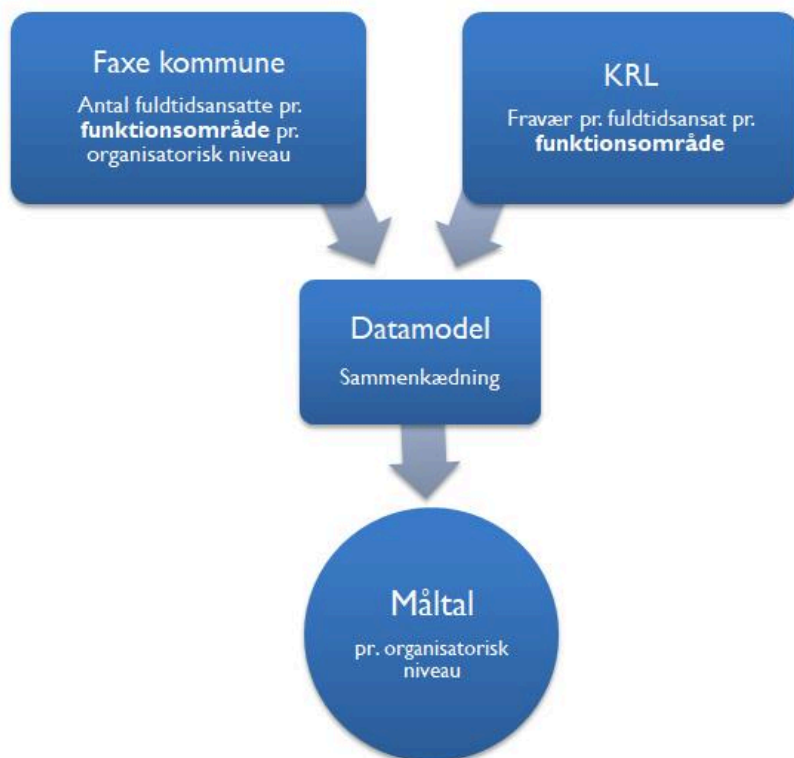 Faxe kommune
Antal fuldtidsansatte pr.
funktionsområde pr.
organisatorisk niveau
KRL
Fravær pr. fuldtidsansat pr.
funktionsområde
Datamodel
Sammenkædning
Måltal
pr. organisatorisk
niveau